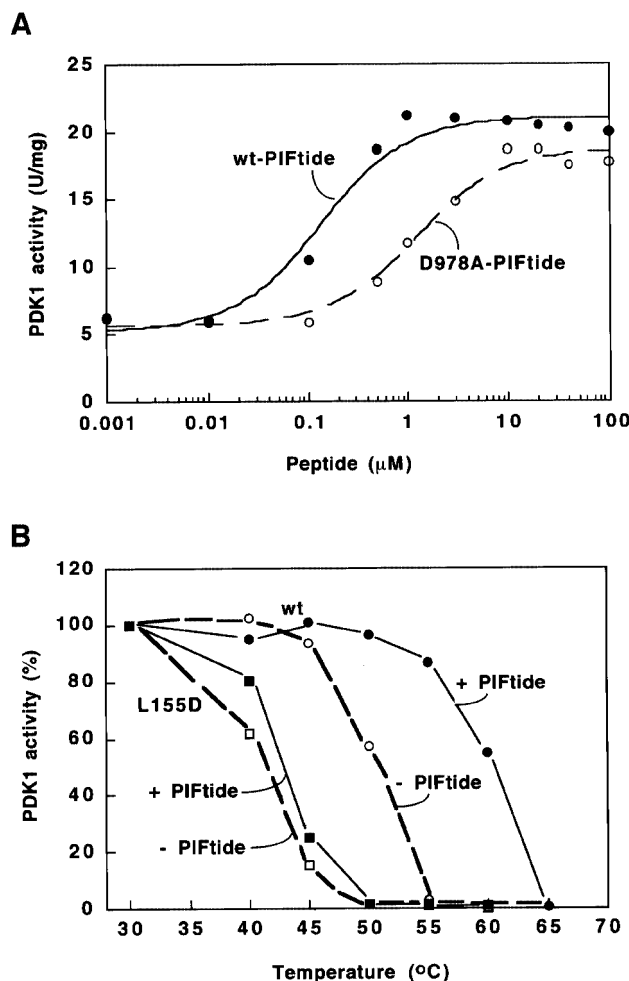 A
PDK1 activity (U/mg)
25
20
15
10
5
0
wt-PIFtide
D978A-PIFtide
0.001 0.01 0.1 1 10 100
Peptide (μM)
B
PDK1 activity (%)
120
100
80
60
40
20
0
wt
+ PIFtide
L155D
+ PIFtide
- PIFtide
- PIFtide
30 40 45 50 55 60 65 70
Temperature (ºC)